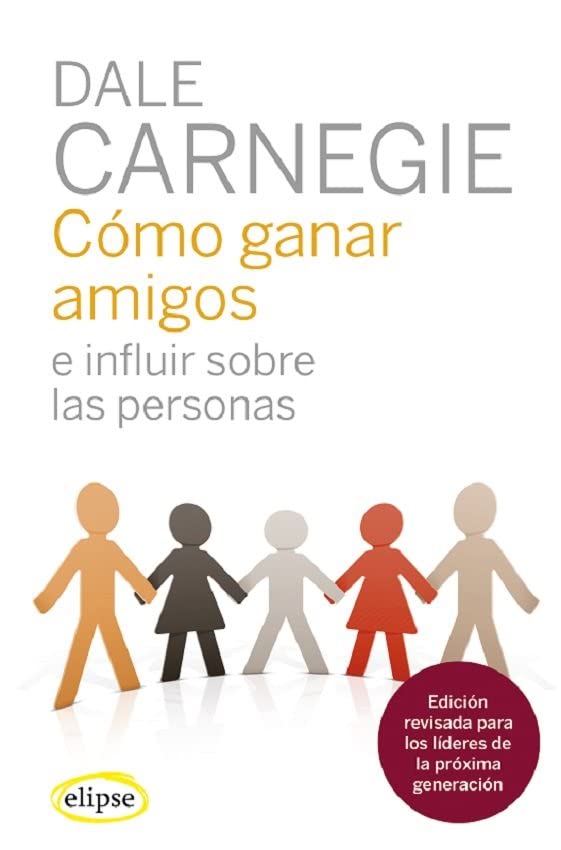 DALE
CARNEGIE
Cómo ganar
amigos
e influir sobre
las personas
Edición
revisada para
los líderes de
la próxima
generación
elipse